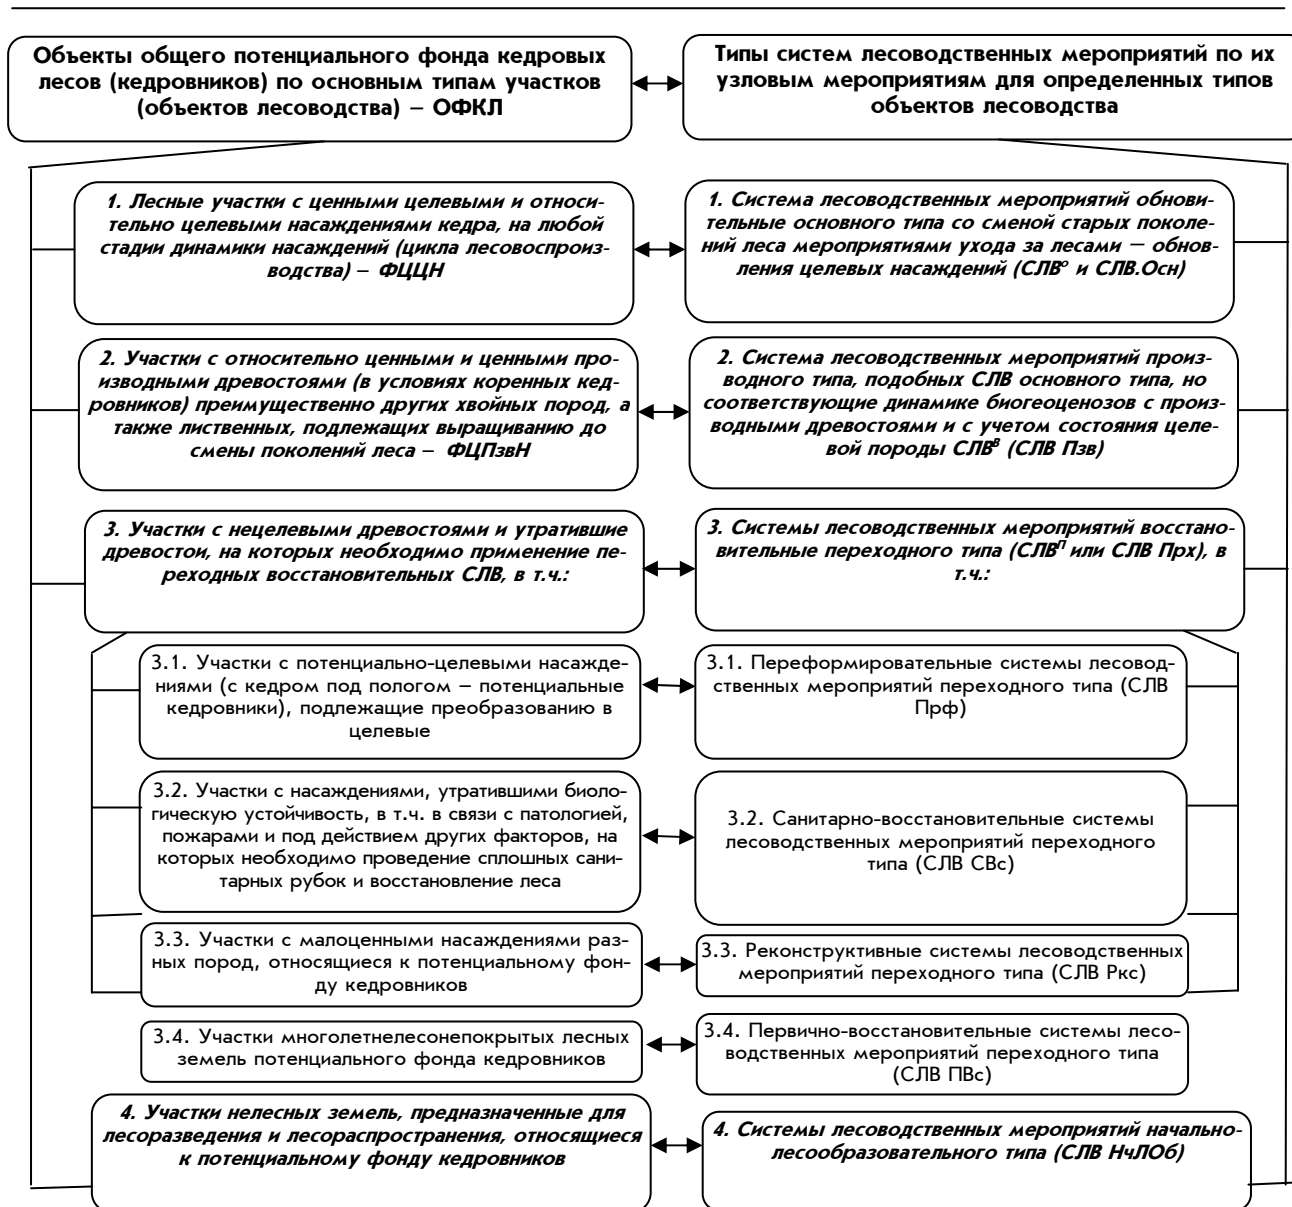 Объекты общего потенциального фонда кедровых
лесов (кедровников) по основным типам участков
(объектов лесоводства) – ОФКЛ
Типы систем лесоводственных мероприятий по их
узловым мероприятиям для определенных типов
объектов лесоводства
1. Лесные участки с ценными целевыми и относи-
тельно целевыми насаждениями кедра, на любой
стадии динамики насаждений (цикла лесовоспроиз-
водства) – ФЦЦН
1. Система лесоводственных мероприятий обнови-
тельные основного типа со сменой старых поколе-
ний леса мероприятиями ухода за лесами – обнов-
ления целевых насаждений (СЛВᵒ и СЛВ.Осн)
2. Участки с относительно ценными и ценными про-
изводными древостоями (в условиях коренных кед-
ровников) преимущественно других хвойных пород, а
также лиственных, подлежащих выращиванию до
смены поколений леса – ФЦПзвН
2. Система лесоводственных мероприятий произ-
водного типа, подобных СЛВ основного типа, но
соответствующие динамике биогеоценозов с произ-
водными древостоями и с учетом состояния целе-
вой породы СЛВᴮ (СЛВ Пзв)
3. Участки с нецелевыми древостоями и утратившие
древостои, на которых необходимо применение пе-
реходных восстановительных СЛВ, в т.ч.:
3. Системы лесоводственных мероприятий восстано-
вительные переходного типа (СЛВᴨ или СЛВ Прх), в
т.ч.:
3.1. Участки с потенциально-целевыми насажде-
ниями (с кедром под пологом – потенциальные
кедровники), подлежащие преобразованию в
целевые
3.1. Переформировательные системы лесовод-
ственных мероприятий переходного типа (СЛВ
Прф)
3.2. Участки с насаждениями, утратившими биоло-
гическую устойчивость, в т.ч. в связи с патологией,
пожарами и под действием других факторов, на
которых необходимо проведение сплошных сани-
тарных рубок и восстановление леса
3.2. Санитарно-восстановительные системы
лесоводственных мероприятий переходного
типа (СЛВ СВс)
3.3. Участки с малоценными насаждениями раз-
ных пород, относящиеся к потенциальному фон-
ду кедровников
3.3. Реконструктивные системы лесоводственных
мероприятий переходного типа (СЛВ Ркс)
3.4. Участки многолетнелесонепокрытых лесных
земель потенциального фонда кедровников
3.4. Первично-восстановительные системы лесо-
водственных мероприятий переходного типа
(СЛВ ПВс)
4. Участки нелесных земель, предназначенные для
лесоразведения и лесораспространения, относящиеся
к потенциальному фонду кедровников
4. Системы лесоводственных мероприятий начально-
лесообразовательного типа (СЛВ НчЛОб)